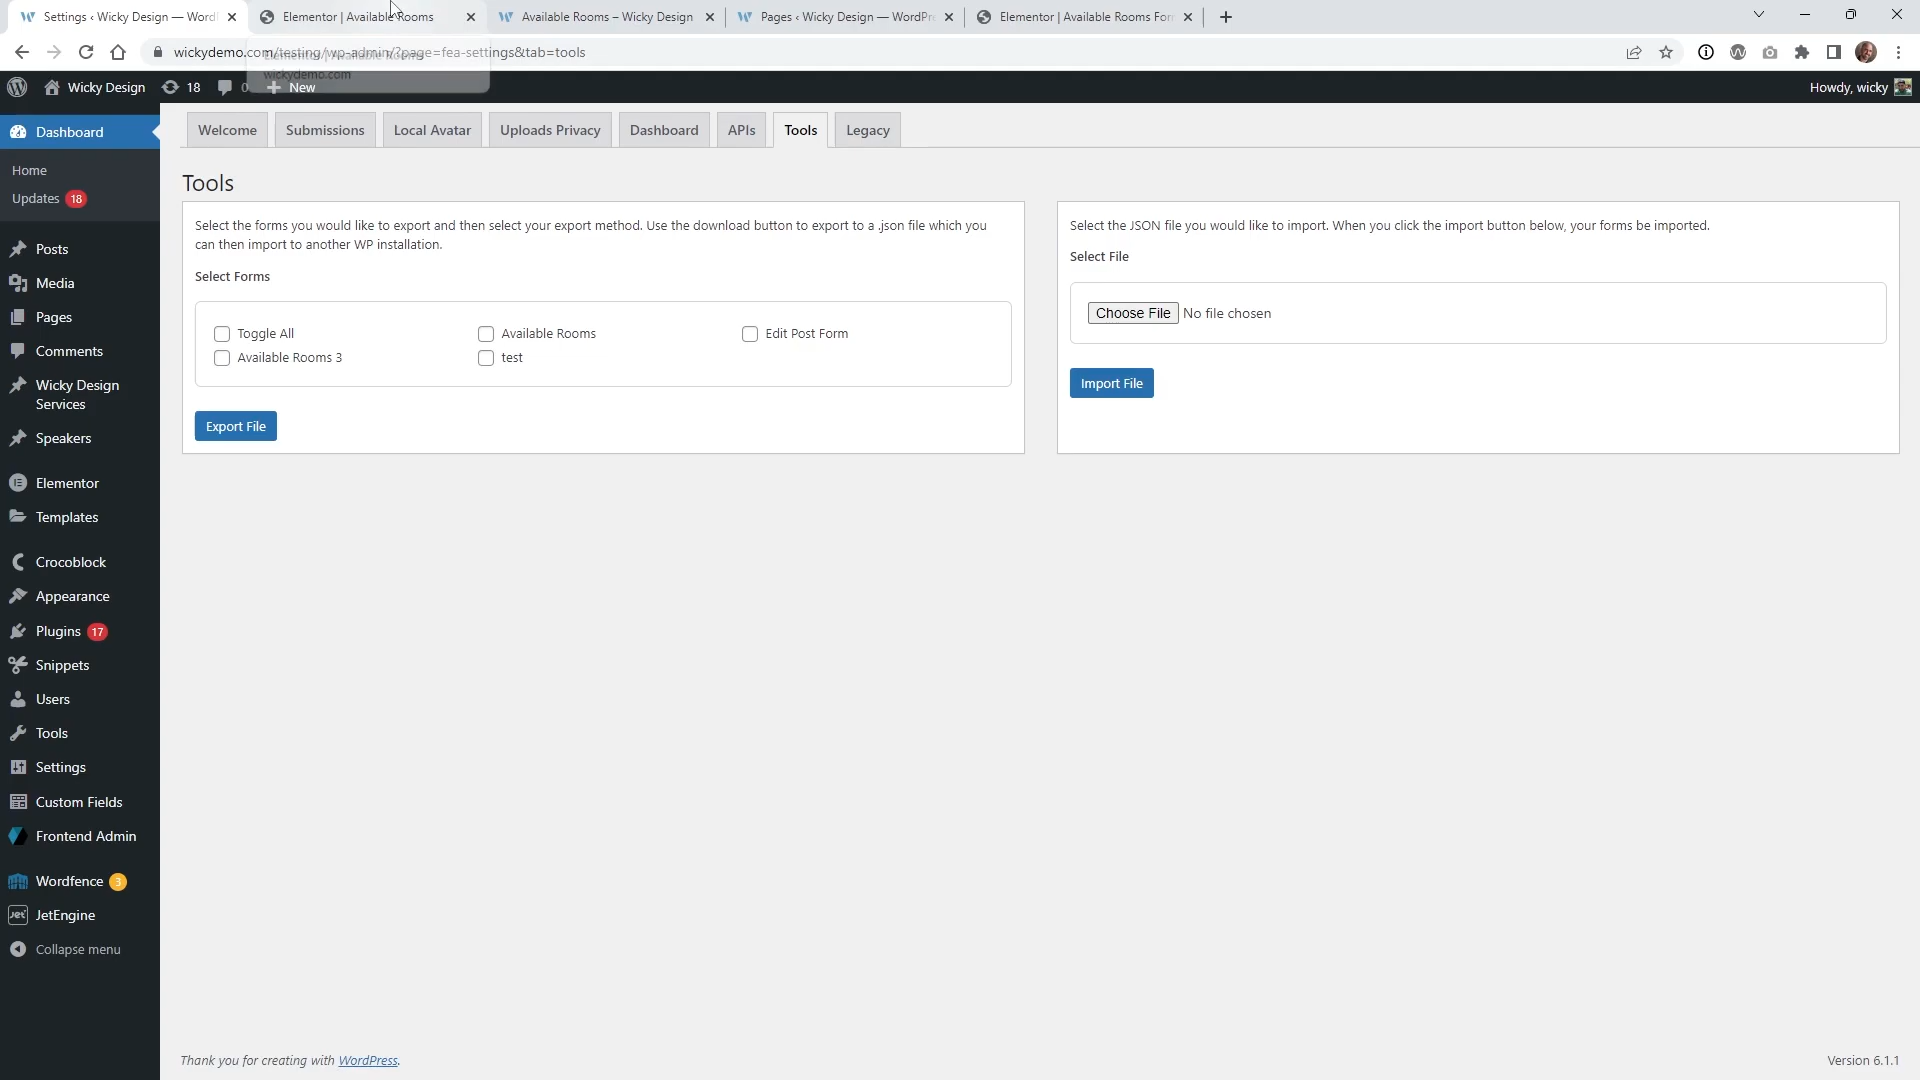 Settings ‹ Wicky Design — Word
Elementor | Available Rooms
Available Rooms – Wicky Design
Pages ‹ Wicky Design — WordPr
Elementor | Available Rooms For
wickydemo.com/testing/wp-admin/?page=fea-settings&tab=tools
Elementor | Available Rooms
wickydemo.com
Wicky Design
18
0
New
Howdy, wicky
Dashboard
Home
Updates 18
Posts
Media
Pages
Comments
Wicky Design
Services
Speakers
Elementor
Templates
Crocoblock
Appearance
Plugins 17
Snippets
Users
Tools
Settings
Custom Fields
Frontend Admin
Wordfence 3
JetEngine
Collapse menu
Welcome
Submissions
Local Avatar
Uploads Privacy
Dashboard
APIs
Tools
Legacy
Tools
Select the forms you would like to export and then select your export method. Use the download button to export to a .json file which you
can then import to another WP installation.
Select Forms
Toggle All
Available Rooms
Edit Post Form
Available Rooms 3
test
Export File
Select the JSON file you would like to import. When you click the import button below, your forms be imported.
Select File
Choose File No file chosen
Import File
Thank you for creating with WordPress.
Version 6.1.1